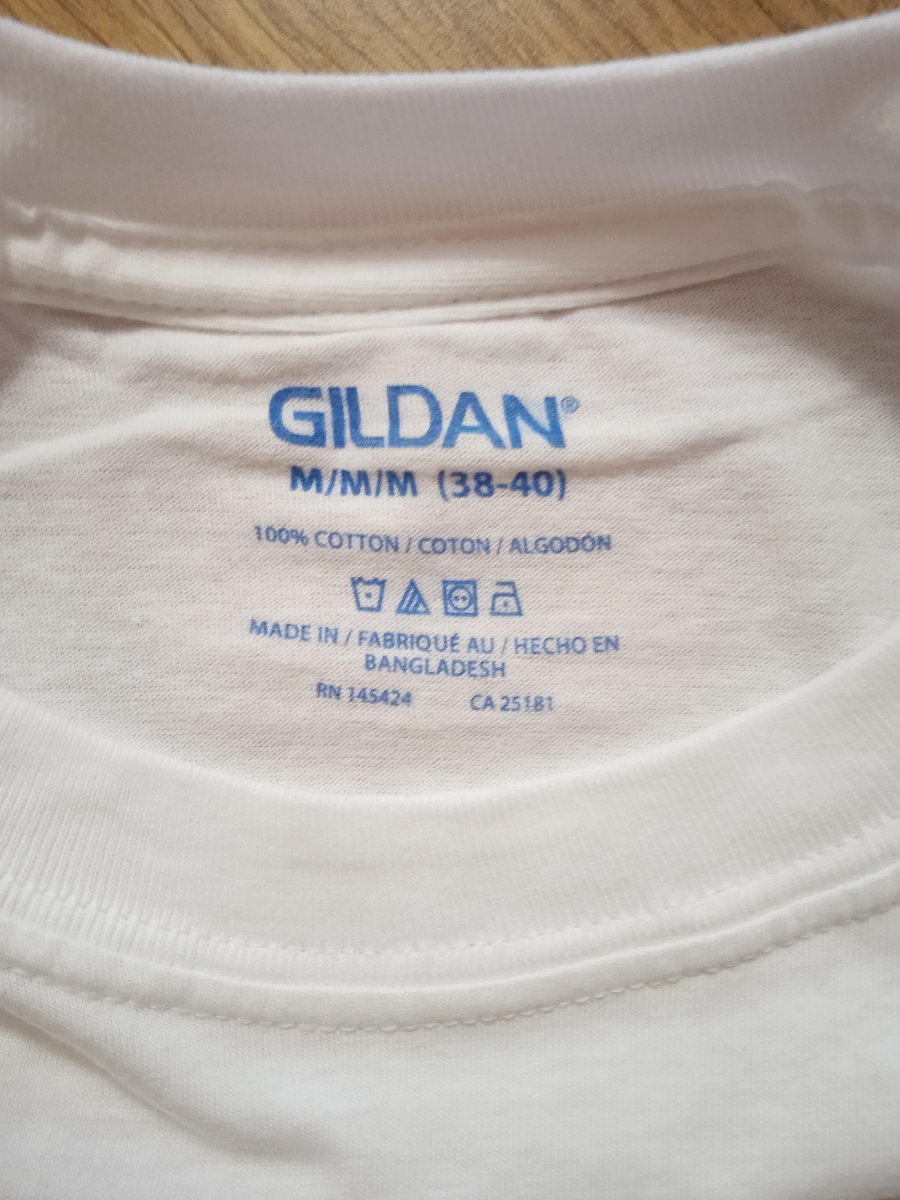 GILDAN®
M/M/M (38-40)
100% COTTON / COTON / ALGODÓN
MADE IN / FABRIQUÉ AU / HECHO EN
BANGLADESH
RN 145424 CA 25181